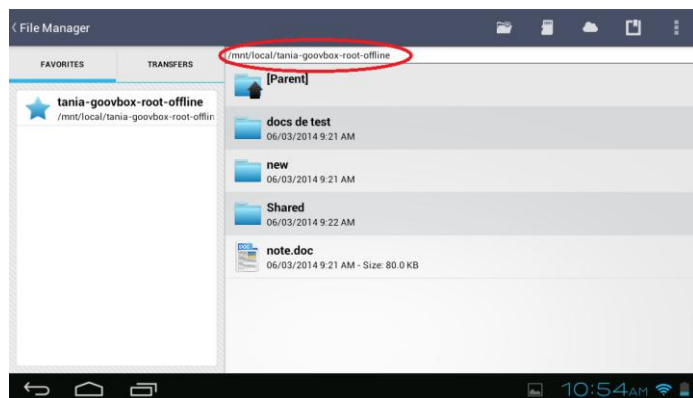 File Manager
FAVORITES
TRANSFERS
/mnt/local/tania-goovbox-root-offline
tania-goovbox-root-offline
/mnt/local/tania-goovbox-root-offlin
[Parent]
docs de test
06/03/2014 9:21 AM
new
06/03/2014 9:21 AM
Shared
06/03/2014 9:22 AM
DOC
note.doc
06/03/2014 9:21 AM - Size: 80.0 KB
10:54 AM